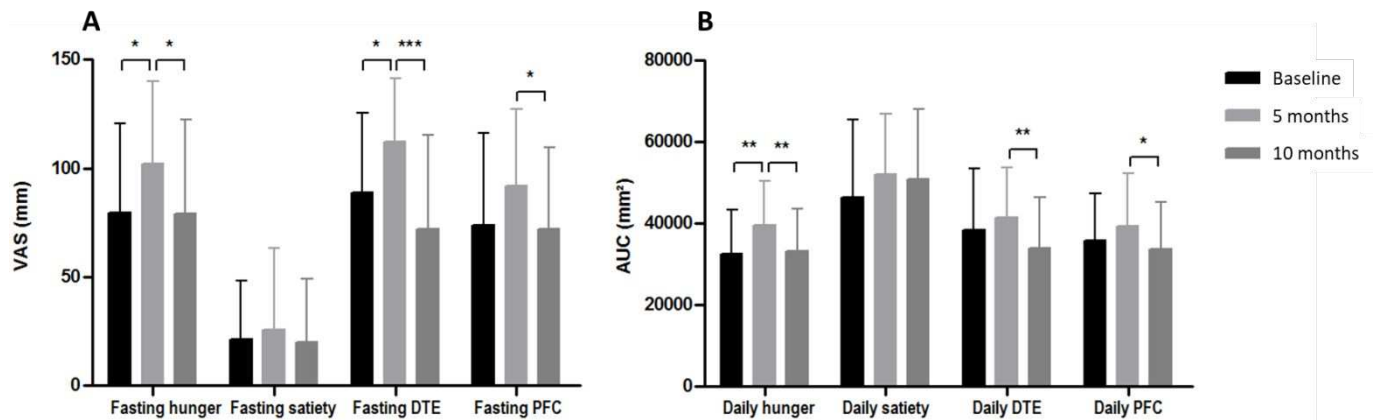 A
* *
* ***
*
VAS (mm)
150
100
50
0
Fasting hunger Fasting satiety Fasting DTE Fasting PFC
B
** **
**
*
AUC (mm²)
80000
60000
40000
20000
0
Daily hunger Daily satiety Daily DTE Daily PFC
Baseline
5 months
10 months